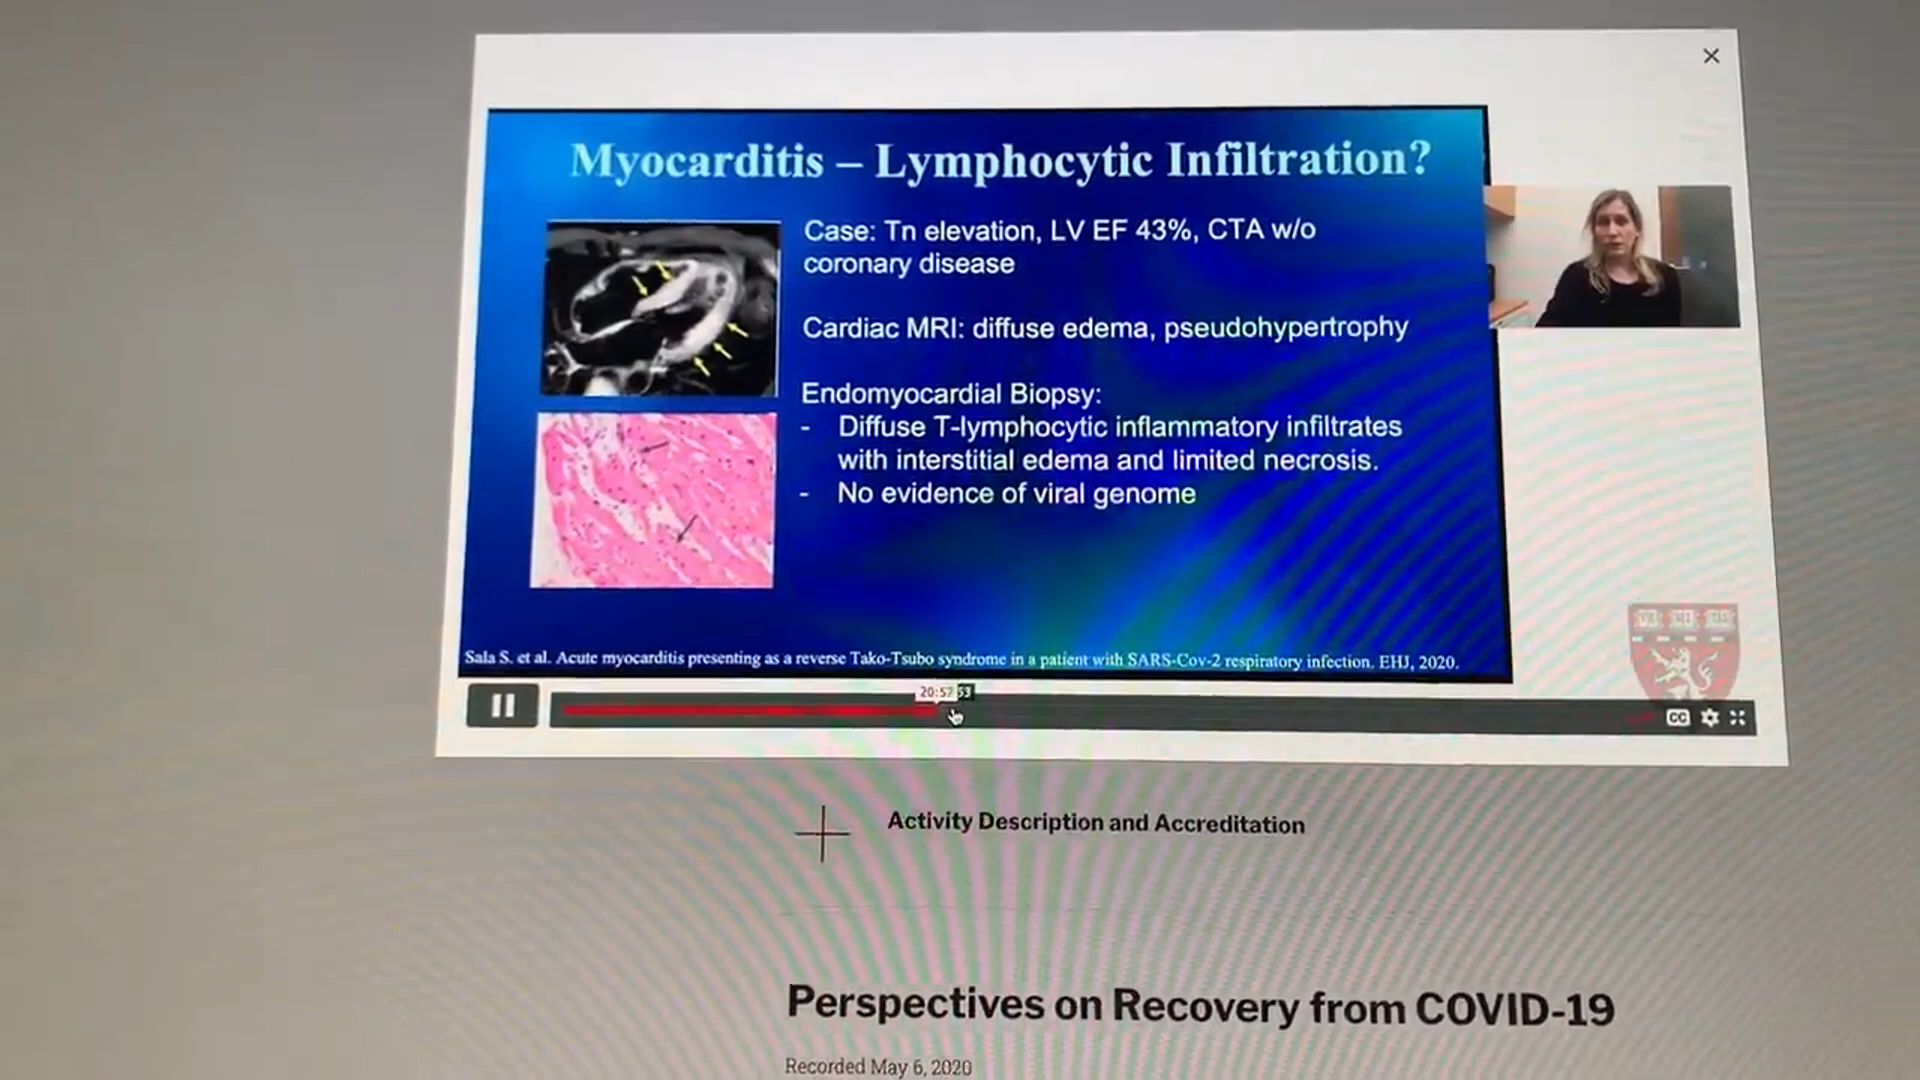 Myocarditis – Lymphocytic Infiltration?
Case: Tn elevation, LV EF 43%, CTA w/o
coronary disease
Cardiac MRI: diffuse edema, pseudohypertrophy
Endomyocardial Biopsy:
- Diffuse T-lymphocytic inflammatory infiltrates
with interstitial edema and limited necrosis.
- No evidence of viral genome
Sala S. et al. Acute myocarditis presenting as a reverse Tako-Tsubo syndrome in a patient with SARS-Cov-2 respiratory infection. EHJ, 2020.
20:57 53
CC
Activity Description and Accreditation
Perspectives on Recovery from COVID-19
Recorded May 6, 2020